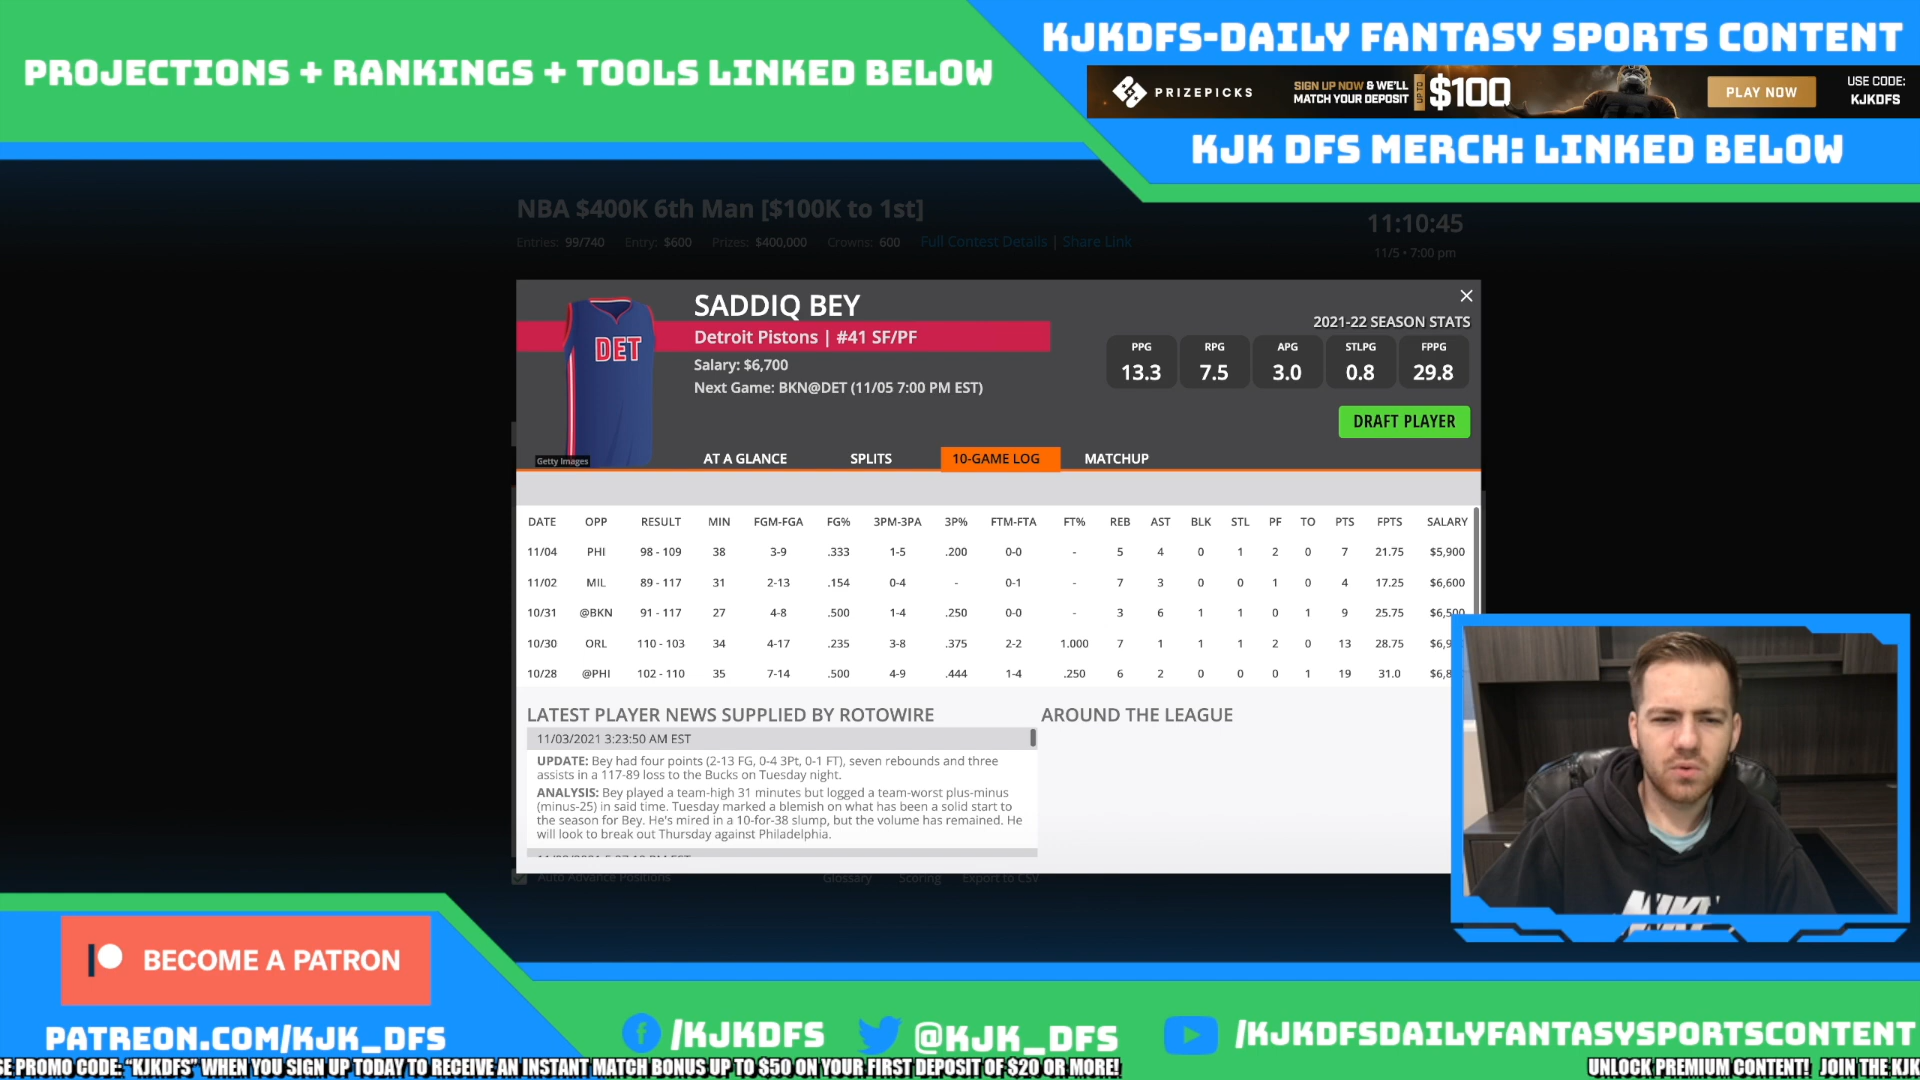 PROJECTIONS + RANKINGS + TOOLS LINKED BELOW
KJKDFS-DAILY FANTASY SPORTS CONTENT
PRIZEPICKS
SIGN UP NOW & WE'LL
MATCH YOUR DEPOSIT
UP TO
$100
PLAY NOW
USE CODE:
KJKDFS
KJK DFS MERCH: LINKED BELOW
NBA $400K 6th Man [$100K to 1st]
11:10:45
Entries: 99/740 Entry: $600 Prizes: $400,000 Crowns: 600 Full Contest Details | Share Link
11/5 • 7:00 pm
SADDIQ BEY
Detroit Pistons | #41 SF/PF
Salary: $6,700
Next Game: BKN@DET (11/05 7:00 PM EST)
DET
Getty Images
2021-22 SEASON STATS
PPG RPG APG STLPG FPPG
13.3 7.5 3.0 0.8 29.8
DRAFT PLAYER
AT A GLANCE SPLITS 10-GAME LOG MATCHUP
DATE OPP RESULT MIN FGM-FGA FG% 3PM-3PA 3P% FTM-FTA FT% REB AST BLK STL PF TO PTS FPTS SALARY
11/04 PHI 98 - 109 38 3-9 .333 1-5 .200 0-0 - 5 4 0 1 2 0 7 21.75 $5,900
11/02 MIL 89 - 117 31 2-13 .154 0-4 - 0-1 - 7 3 0 0 1 0 4 17.25 $6,600
10/31 @BKN 91 - 117 27 4-8 .500 1-4 .250 0-0 - 3 6 1 1 0 1 9 25.75 $6,500
10/30 ORL 110 - 103 34 4-17 .235 3-8 .375 2-2 1.000 7 1 1 1 2 0 13 28.75 $6,9
10/28 @PHI 102 - 110 35 7-14 .500 4-9 .444 1-4 .250 6 2 0 0 0 1 19 31.0 $6,8
LATEST PLAYER NEWS SUPPLIED BY ROTOWIRE
AROUND THE LEAGUE
11/03/2021 3:23:50 AM EST
UPDATE: Bey had four points (2-13 FG, 0-4 3Pt, 0-1 FT), seven rebounds and three
assists in a 117-89 loss to the Bucks on Tuesday night.
ANALYSIS: Bey played a team-high 31 minutes but logged a team-worst plus-minus
(minus-25) in said time. Tuesday marked a blemish on what has been a solid start to
the season for Bey. He's mired in a 10-for-38 slump, but the volume has remained. He
will look to break out Thursday against Philadelphia.
Auto Advance Positions Glossary Scoring Export to CSV
NIKE
BECOME A PATRON
PATREON.COM/KJK_DFS
/KJKDFS
@KJK_DFS
/KJKDFSDAILYFANTASYSPORTSCONTENT
SE PROMO CODE: "KJKDFS" WHEN YOU SIGN UP TODAY TO RECEIVE AN INSTANT MATCH BONUS UP TO $50 ON YOUR FIRST DEPOSIT OF $20 OR MORE!
UNLOCK PREMIUM CONTENT! JOIN THE KJK